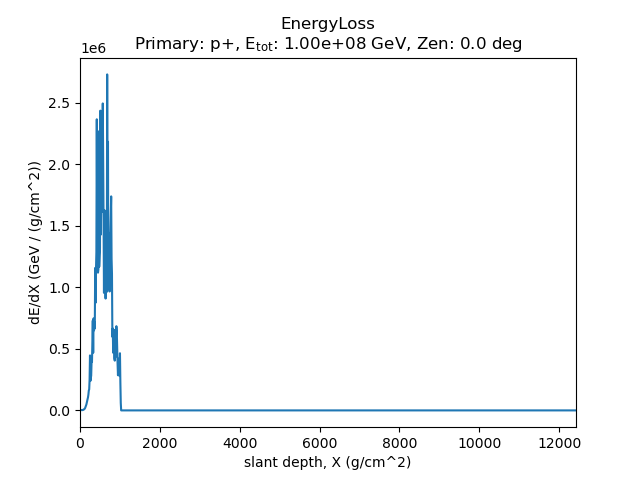 EnergyLoss
Primary: p+, E_tot: 1.00e+08 GeV, Zen: 0.0 deg
1e6
2.5
2.0
1.5
1.0
0.5
0.0
dE/dX (GeV / (g/cm^2))
0 2000 4000 6000 8000 10000 12000
slant depth, X (g/cm^2)